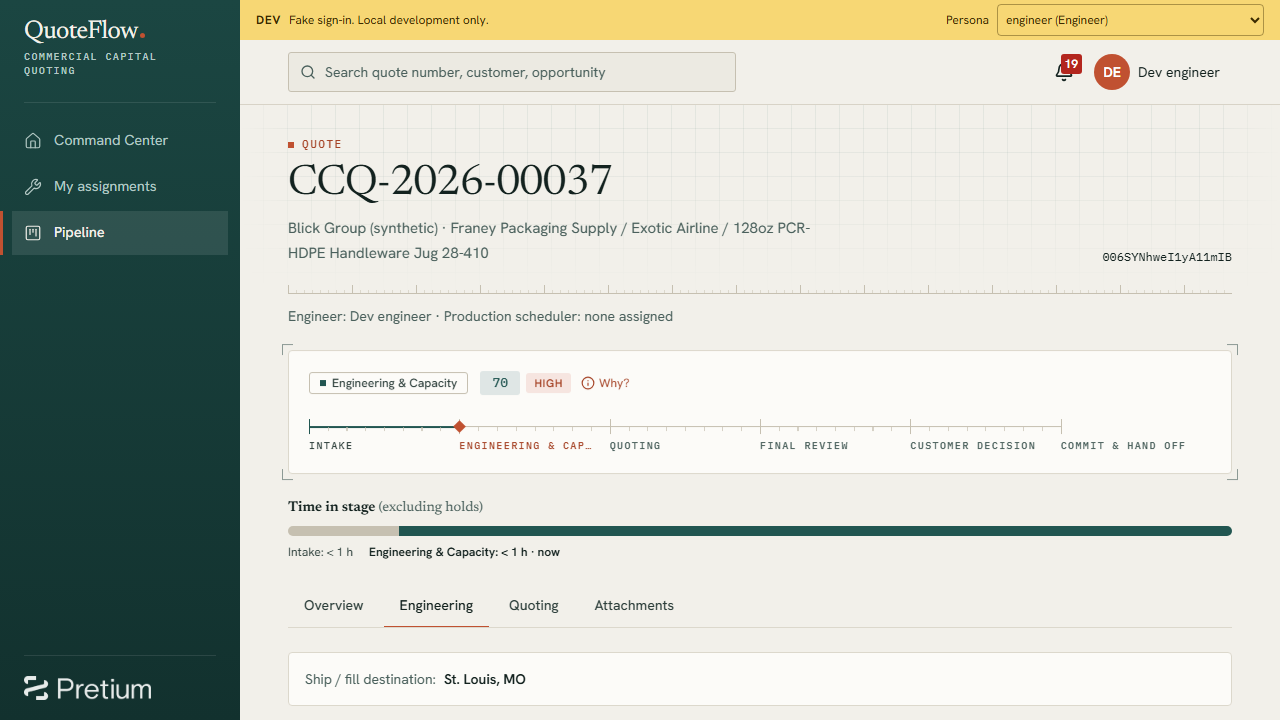 DEV Fake sign-in. Local development only.
Persona engineer (Engineer)
QuoteFlow.
COMMERCIAL CAPITAL
QUOTING
Command Center
My assignments
Pipeline
Pretium
Search quote number, customer, opportunity
19
DE Dev engineer
QUOTE
CCQ-2026-00037
Blick Group (synthetic) · Franey Packaging Supply / Exotic Airline / 128oz PCR-
HDPE Handleware Jug 28-410
006SYNhweI1yA11mIB
Engineer: Dev engineer · Production scheduler: none assigned
Engineering & Capacity 70 HIGH Why?
INTAKE ENGINEERING & CAP… QUOTING FINAL REVIEW CUSTOMER DECISION COMMIT & HAND OFF
Time in stage (excluding holds)
Intake: < 1 h Engineering & Capacity: < 1 h · now
Overview Engineering Quoting Attachments
Ship / fill destination: St. Louis, MO